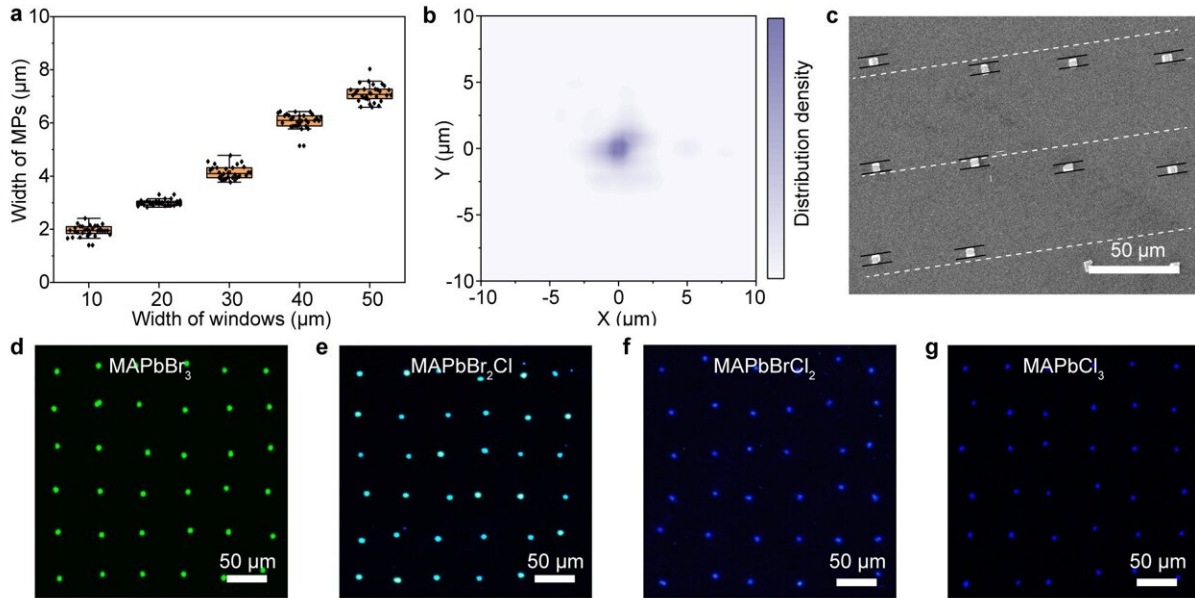 a
Width of MPs (μm)
10
8
6
4
2
0
10 20 30 40 50
Width of windows (μm)
b
Y (μm)
10
5
0
-5
-10
-10 -5 0 5 10
X (μm)
Distribution density
c
50 μm
d
MAPbBr₃
50 μm
e
MAPbBr₂Cl
50 μm
f
MAPbBrCl₂
50 μm
g
MAPbCl₃
50 μm